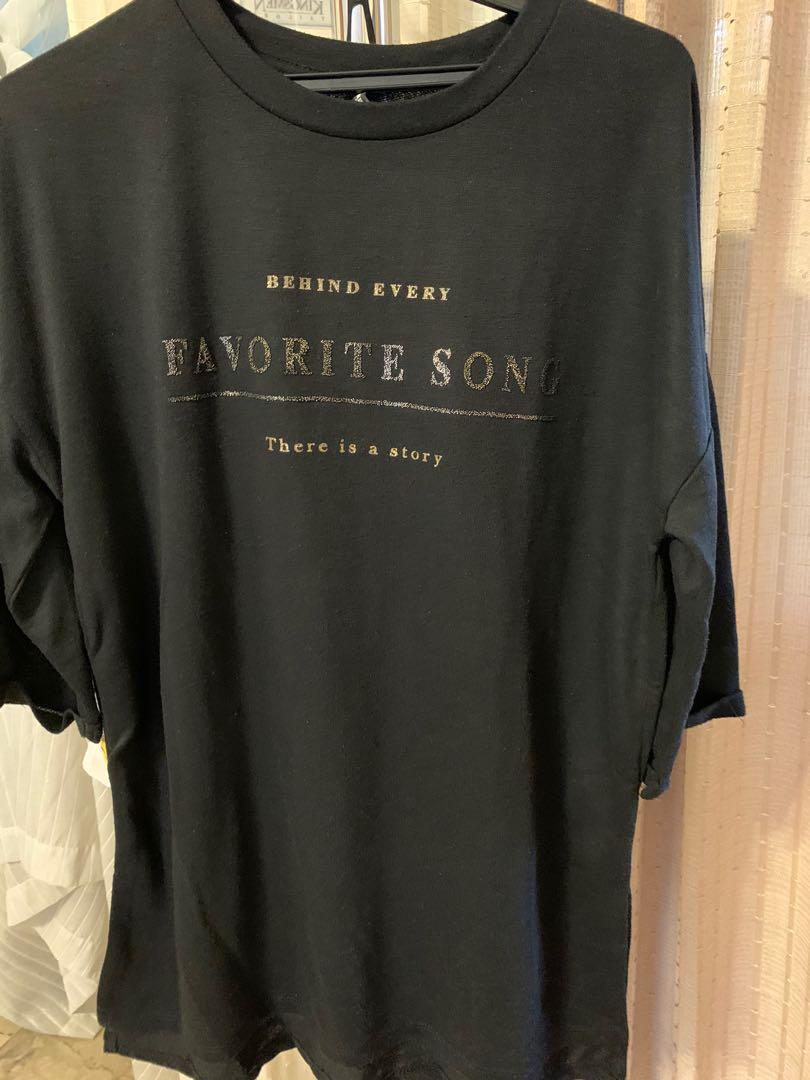 BEHIND EVERY
FAVORITE SONG
There is a story